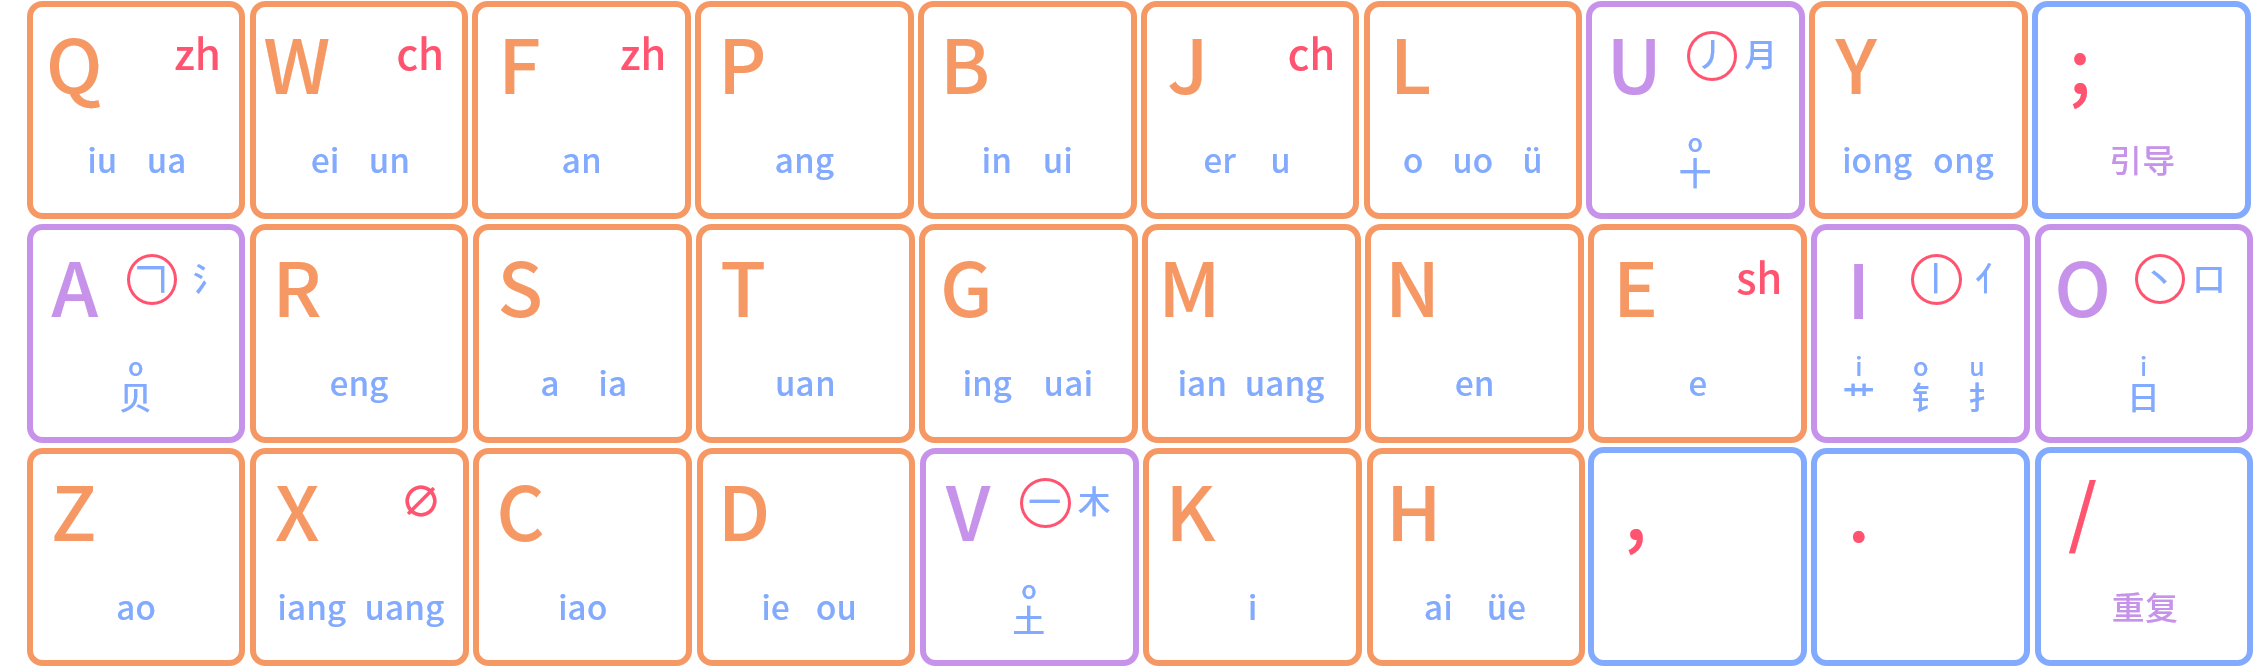 Q zh W ch F zh P B J ch L U 丿 月 Y ;
iu ua ei un an ang in ui er u o uo ü o 十 iong ong 引导
A ㇕ 氵 R S T G M N E sh I 丨 亻 O 丶 口
o 贝 eng a ia uan ing uai ian uang en e i 艹 o 钅 u 扌 i 日
Z X ∅ C D V 一 木 K H , . /
ao iang uang iao ie ou o 土 i ai üe 重复